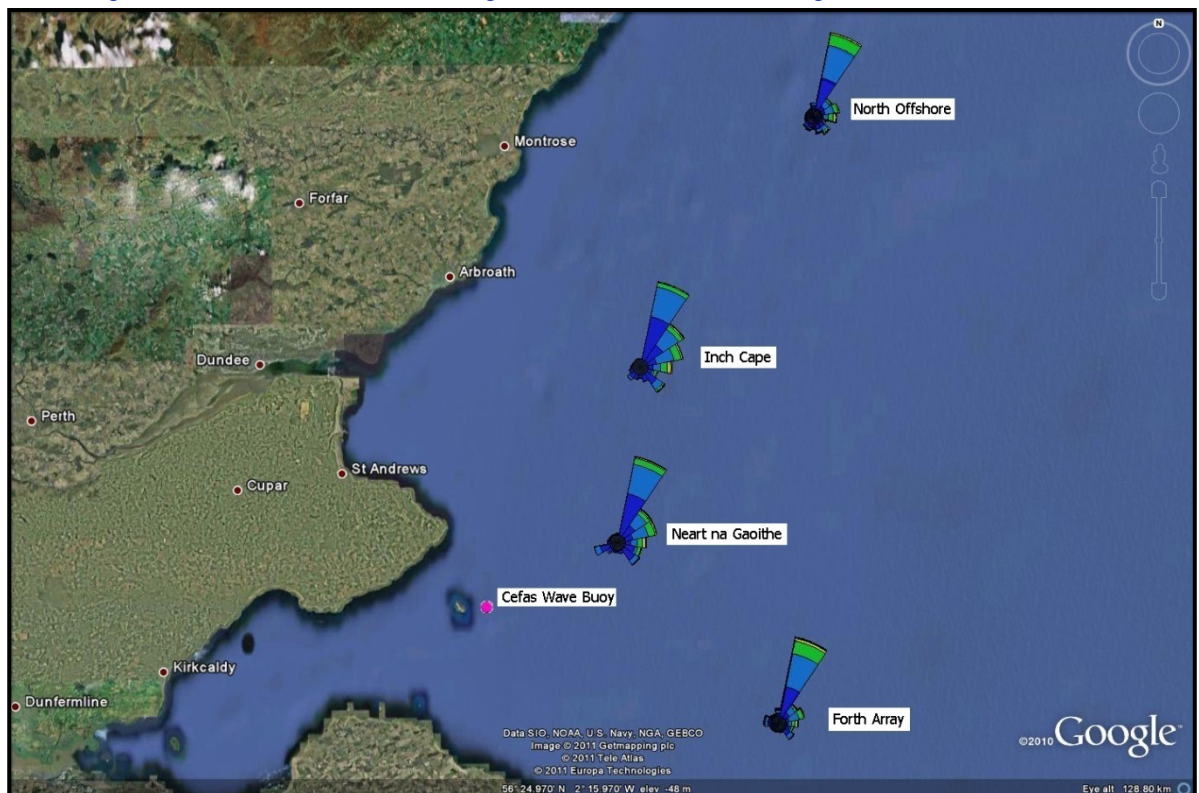 N
North Offshore
Montrose
Forfar
Arbroath
Inch Cape
Dundee
Perth
St Andrews
Cupar
Neart na Gaoithe
Cefas Wave Buoy
Kirkcaldy
Dunfermline
Forth Array
Data SIO, NOAA, U.S. Navy, NGA, GEBCO
Image © 2011 Getmapping plc
© 2011 Tele Atlas
© 2011 Europa Technologies
©2010 Google
56°24.970' N 2°15.970' W elev -48 m
Eye alt 128.80 km